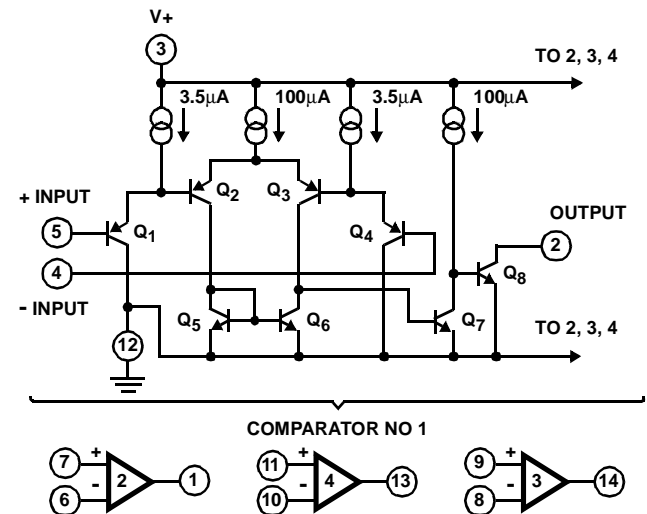 V+
3
TO 2, 3, 4
3.5μA 100μA 3.5μA 100μA
Q2 Q3
+ INPUT
5 Q1 Q4 OUTPUT
2
4 Q8
- INPUT
Q5 Q6 Q7 TO 2, 3, 4
12
COMPARATOR NO 1
7 + 2 1 11 + 4 13 9 + 3 14
6 - 10 - 8 -